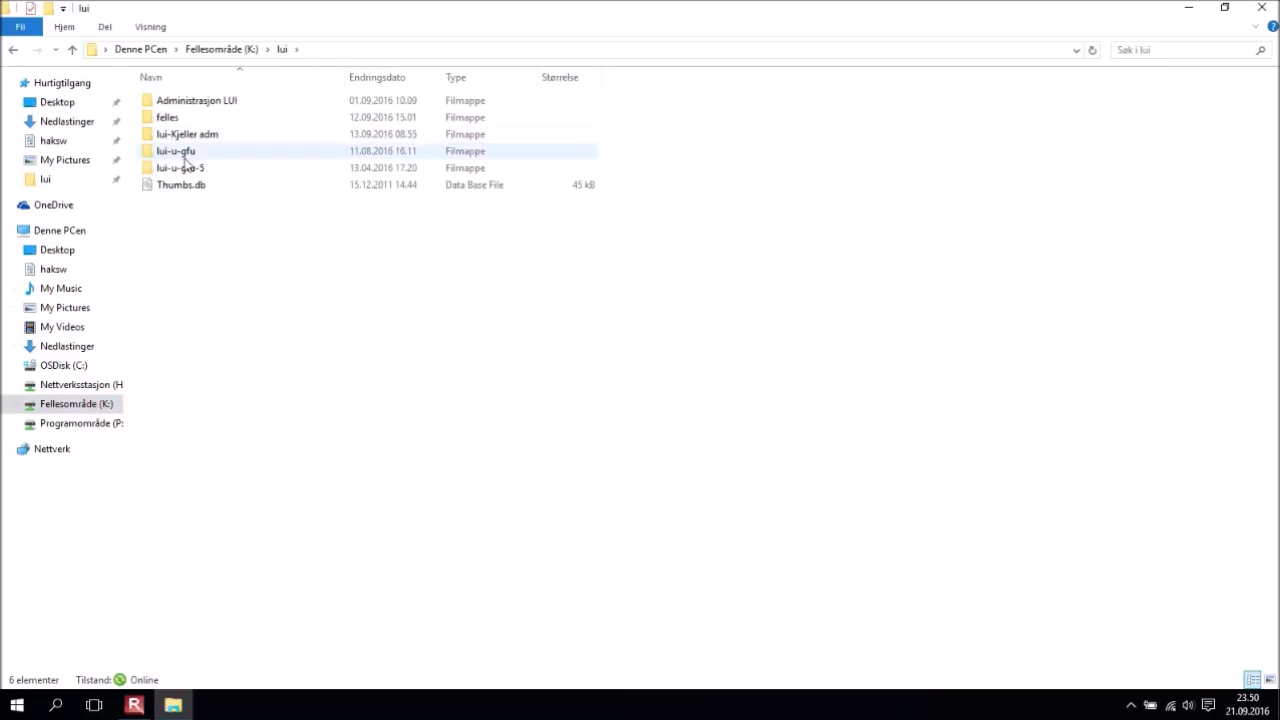 lui
Fil Hjem Del Visning
Denne PCen Fellesområde (K:) lui Søk i lui
Navn Endringsdato Type Størrelse
Administrasjon LUI 01.09.2016 10.09 Filmappe
felles 12.09.2016 15.01 Filmappe
lui-Kjeller adm 13.09.2016 08.55 Filmappe
lui-u-gfu 11.08.2016 16.11 Filmappe
13.04.2016 17.20 Filmappe
Thumbs.db 15.12.2011 14.44 Data Base File 45 kB
Hurtigtilgang
Desktop
Nedlastinger
haksw
My Pictures
lui
OneDrive
Denne PCen
Desktop
haksw
My Music
My Pictures
My Videos
Nedlastinger
OSDisk (C:)
Nettverksstasjon (H
Fellesområde (K:)
Programområde (P:
Nettverk
6 elementer Tilstand: Online
23.50
21.09.2016